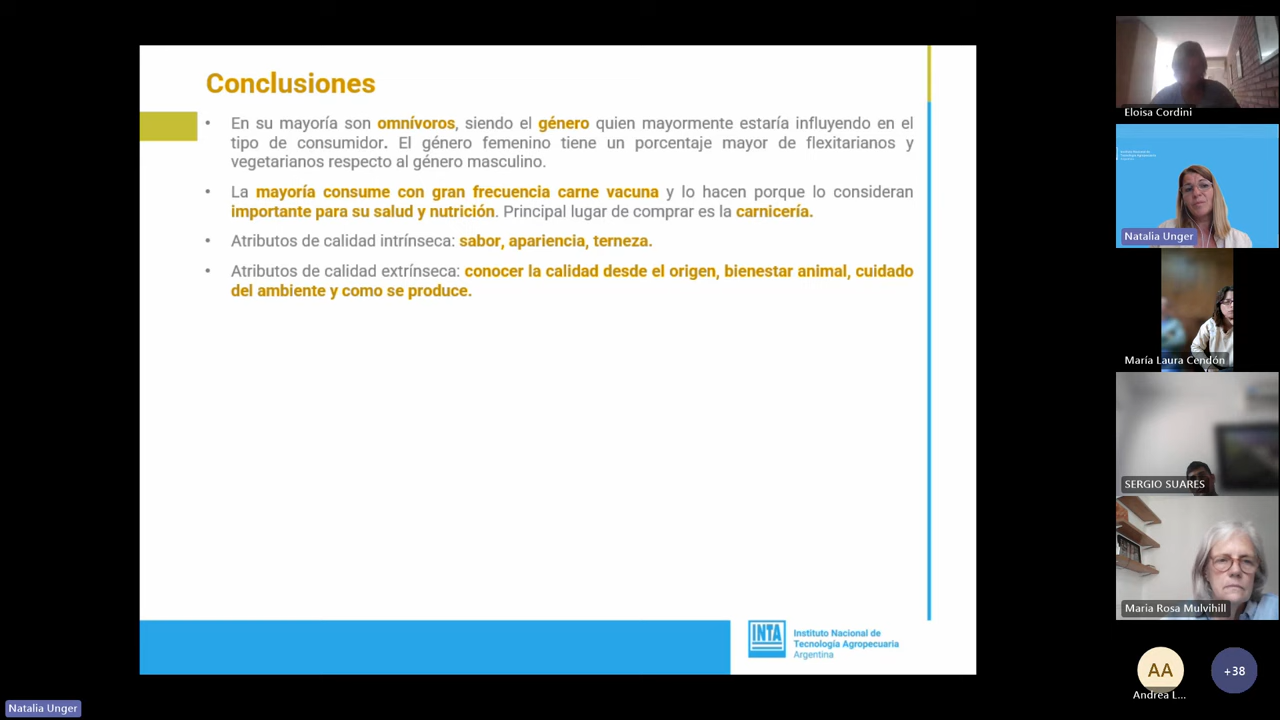 Conclusiones
• En su mayoría son omnívoros, siendo el género quien mayormente estaría influyendo en el
tipo de consumidor. El género femenino tiene un porcentaje mayor de flexitarianos y
vegetarianos respecto al género masculino.
• La mayoría consume con gran frecuencia carne vacuna y lo hacen porque lo consideran
importante para su salud y nutrición. Principal lugar de comprar es la carnicería.
• Atributos de calidad intrínseca: sabor, apariencia, terneza.
• Atributos de calidad extrínseca: conocer la calidad desde el origen, bienestar animal, cuidado
del ambiente y como se produce.
INTA
Instituto Nacional de
Tecnología Agropecuaria
Argentina
Eloisa Cordini
Natalia Unger
María Laura Cendón
SERGIO SUARES
Maria Rosa Mulvihill
AA
Andrea L...
+38
Natalia Unger